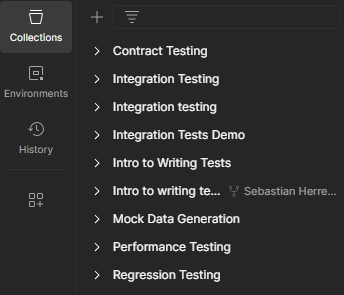 Collections
Environments
History
Contract Testing
Integration Testing
Integration testing
Integration Tests Demo
Intro to Writing Tests
Intro to writing te... Sebastian Herre...
Mock Data Generation
Performance Testing
Regression Testing